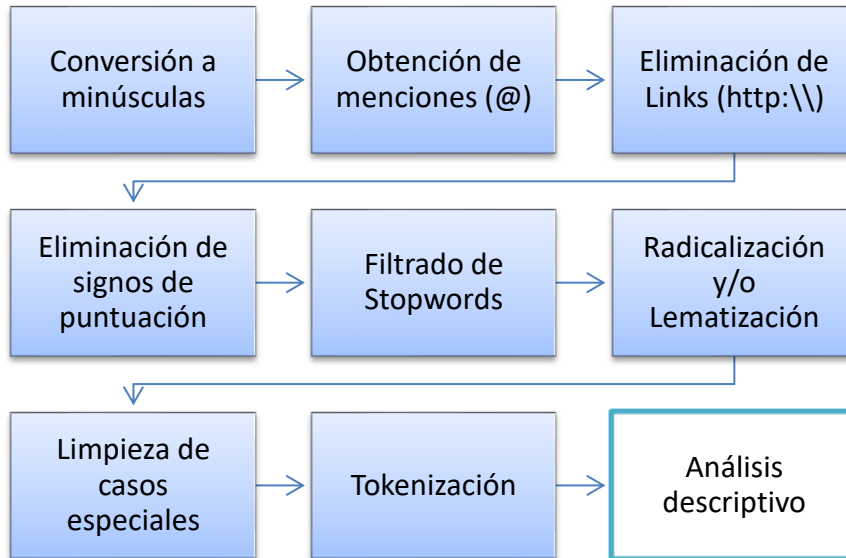 Conversión a
minúsculas
Obtención de
menciones (@)
Eliminación de
Links (http:\\)
Eliminación de
signos de
puntuación
Filtrado de
Stopwords
Radicalización
y/o
Lematización
Limpieza de
casos
especiales
Tokenización
Análisis
descriptivo